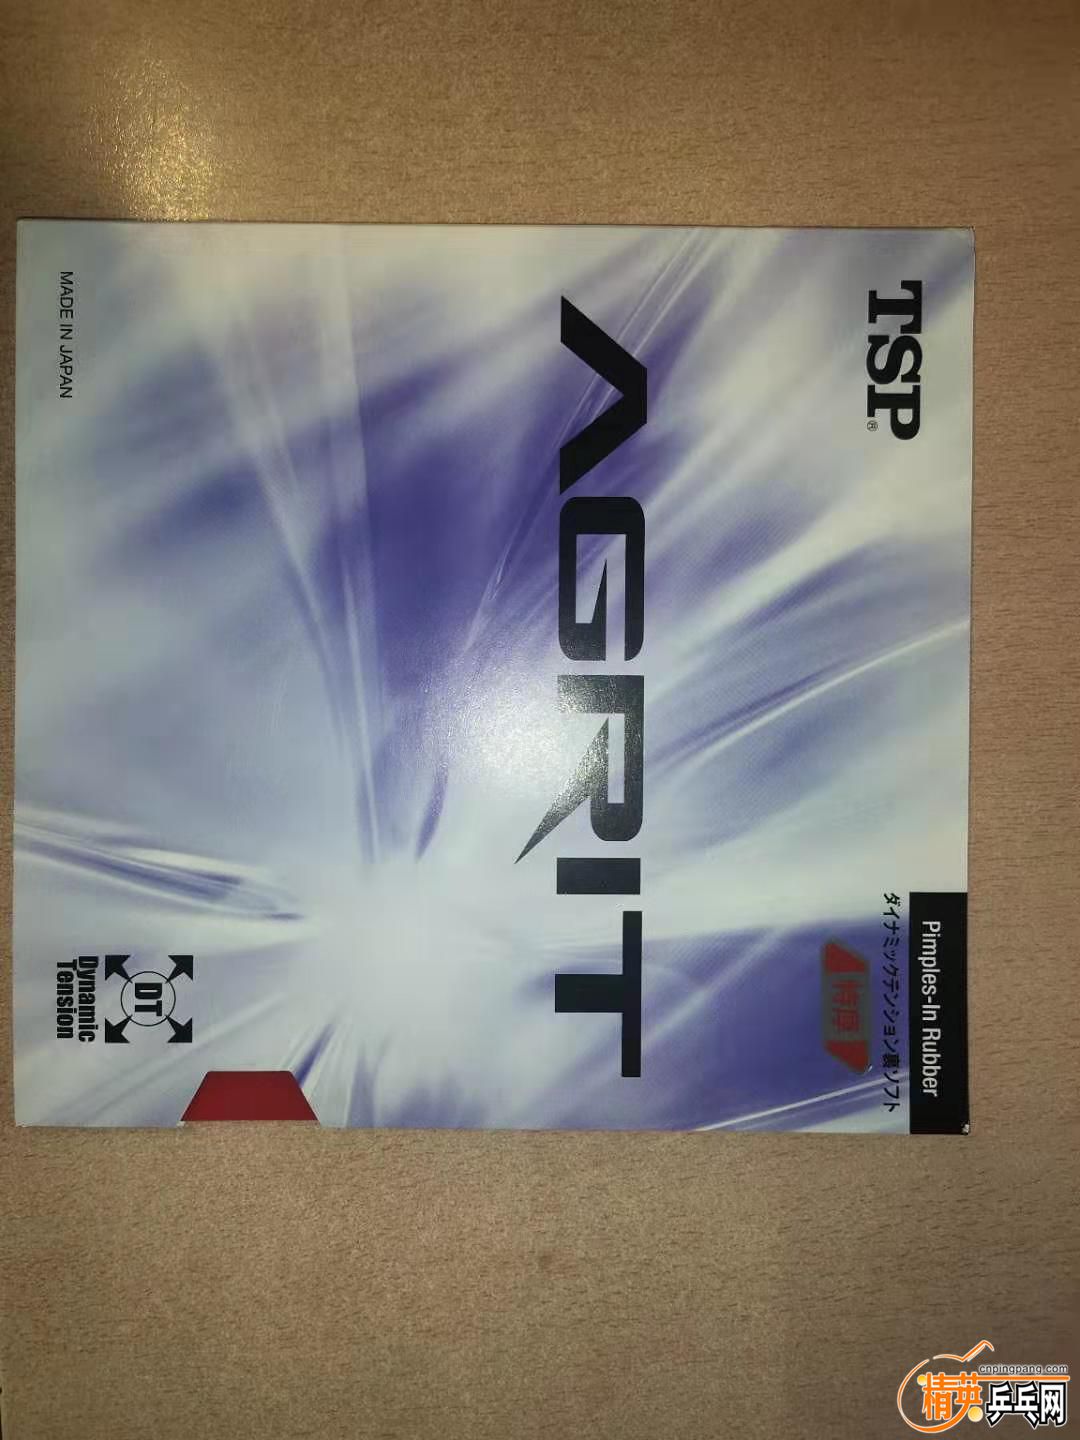 TSP®
Pimples-In Rubber
ダイナミックテンション裏ソフト
特厚
AGRIT
MADE IN JAPAN
DT
Dynamic
Tension
cnpingpang.com
精英乒乓网